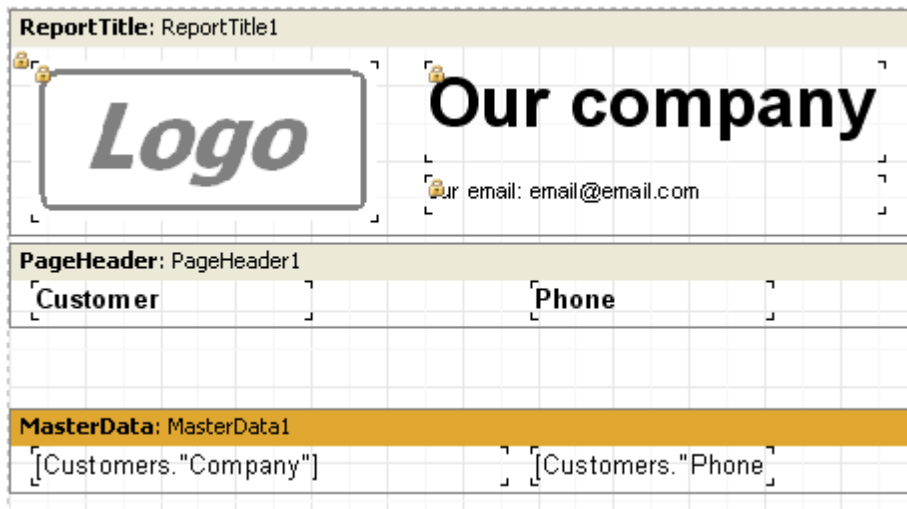 ReportTitle: ReportTitle1
Logo
Our company
ur email: email@email.com
PageHeader: PageHeader1
Customer Phone
MasterData: MasterData1
[Customers."Company"] [Customers."Phone